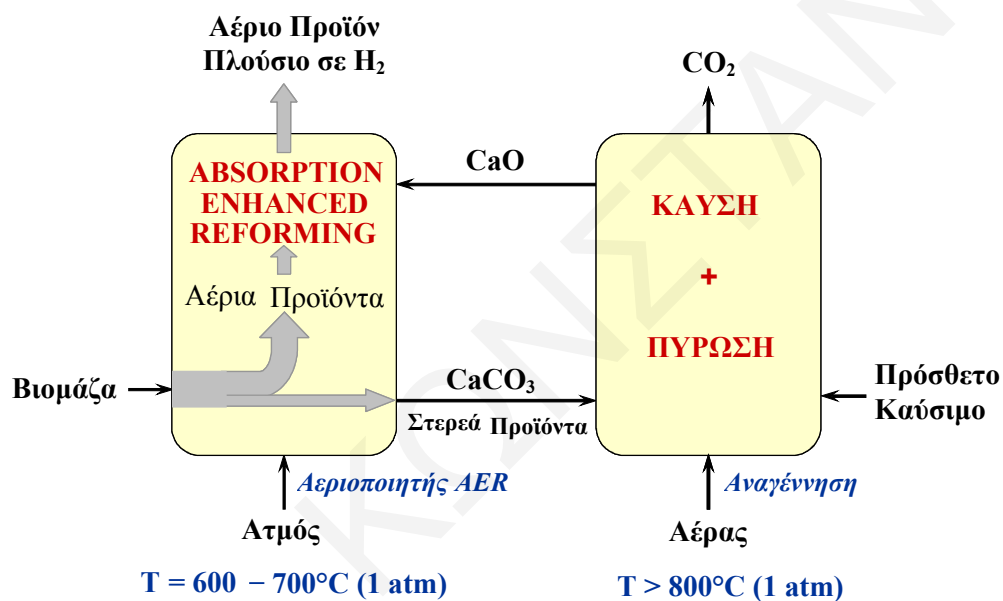 Αέριο Προϊόν
Πλούσιο σε H₂
CO₂
ABSORPTION
ENHANCED
REFORMING
CaO
ΚΑΥΣΗ
+
ΠΥΡΩΣΗ
Αέρια Προϊόντα
Βιομάζα
CaCO₃
Στερεά Προϊόντα
Πρόσθετο
Καύσιμο
Αεριοποιητής AER
Αναγέννηση
Ατμός
Αέρας
T = 600 – 700°C (1 atm)
T > 800°C (1 atm)
ΚΩΝΣΤΑΝ